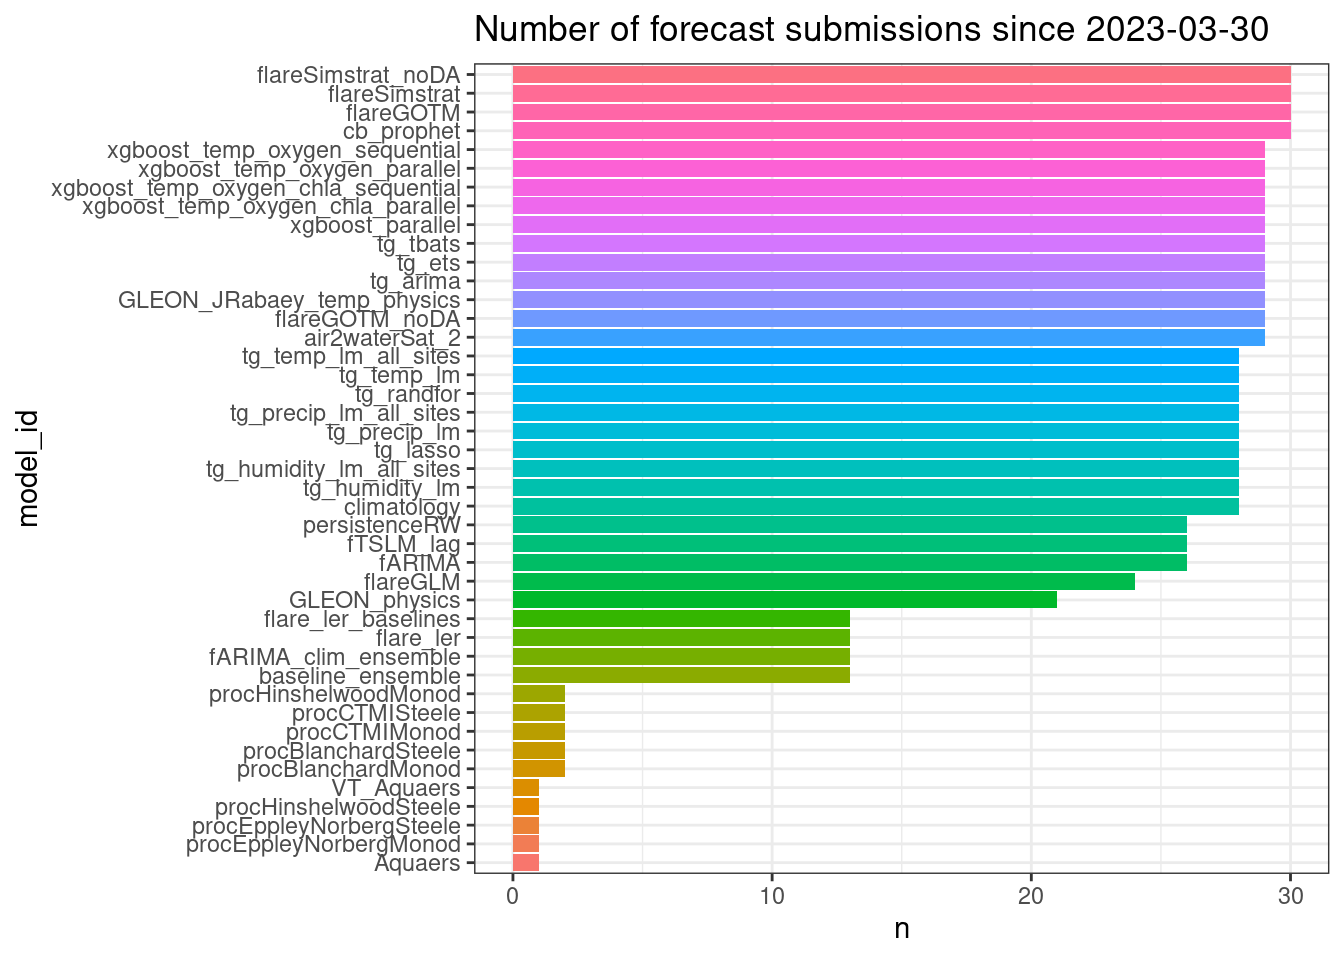 Number of forecast submissions since 2023-03-30
flareSimstrat_noDA
flareSimstrat
flareGOTM
cb_prophet
xgboost_temp_oxygen_sequential
xgboost_temp_oxygen_parallel
xgboost_temp_oxygen_chla_sequential
xgboost_temp_oxygen_chla_parallel
xgboost_parallel
tg_tbats
tg_ets
tg_arima
GLEON_JRabaey_temp_physics
flareGOTM_noDA
air2waterSat_2
tg_temp_lm_all_sites
tg_temp_lm
tg_randfor
tg_precip_lm_all_sites
tg_precip_lm
tg_lasso
tg_humidity_lm_all_sites
tg_humidity_lm
climatology
persistenceRW
fTSLM_lag
fARIMA
flareGLM
GLEON_physics
flare_ler_baselines
flare_ler
fARIMA_clim_ensemble
baseline_ensemble
procHinshelwoodMonod
procCTMISteele
procCTMIMonod
procBlanchardSteele
procBlanchardMonod
VT_Aquaers
procHinshelwoodSteele
procEppleyNorbergSteele
procEppleyNorbergMonod
Aquaers
model_id
0 10 20 30
n